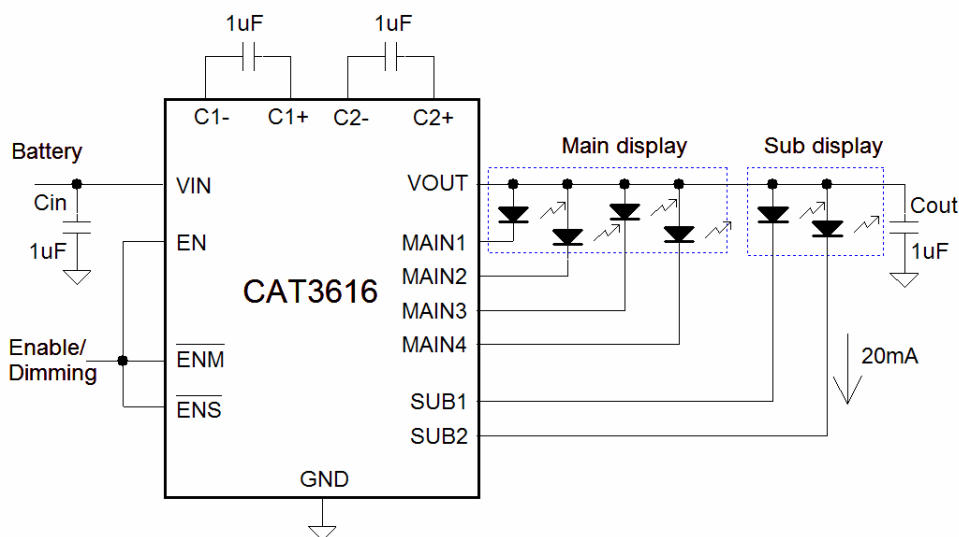 1uF
1uF
C1-
C1+
C2-
C2+
Main display
Sub display
Battery
VIN
VOUT
Cin
1uF
Cout
1uF
EN
MAIN1
MAIN2
CAT3616
MAIN3
MAIN4
Enable/
Dimming
ENM
20mA
ENS
SUB1
SUB2
GND